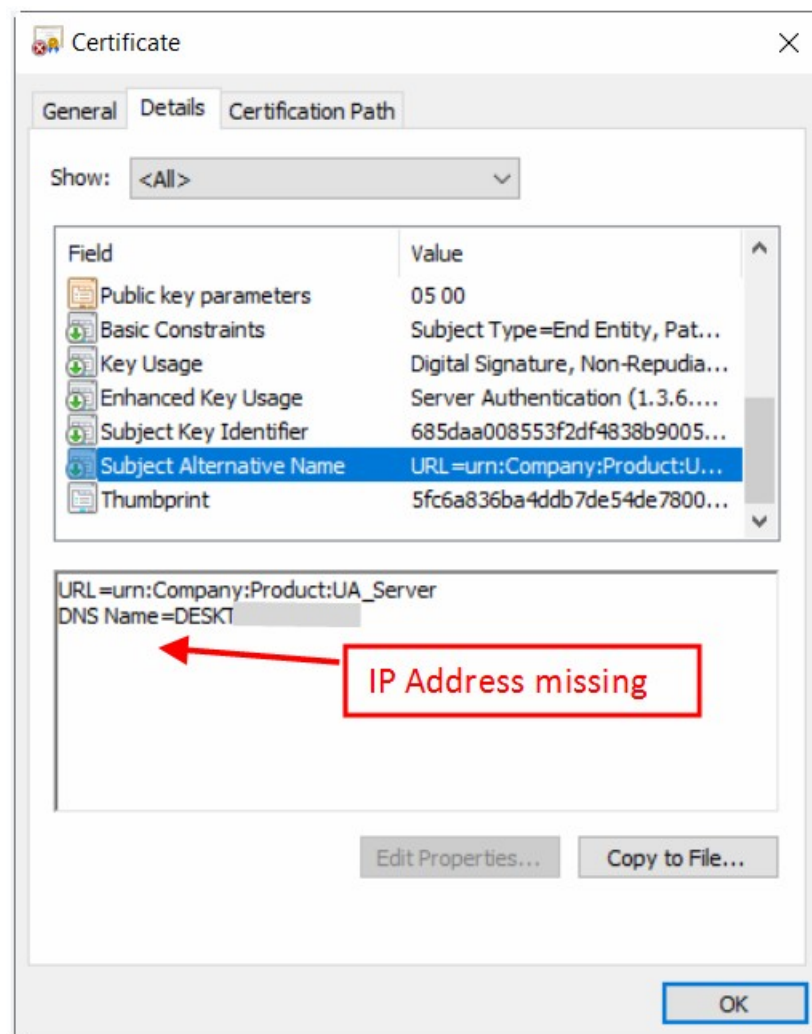 Certificate
General Details Certification Path
Show: <All>
Field Value
Public key parameters 05 00
Basic Constraints Subject Type=End Entity, Pat...
Key Usage Digital Signature, Non-Repudia...
Enhanced Key Usage Server Authentication (1.3.6....
Subject Key Identifier 685daa008553f2df4838b9005...
Subject Alternative Name URL=urn:Company:Product:U...
Thumbprint 5fc6a836ba4ddb7de54de7800...
URL=urn:Company:Product:UA_Server
DNS Name=DESKT
IP Address missing
Edit Properties... Copy to File...
OK